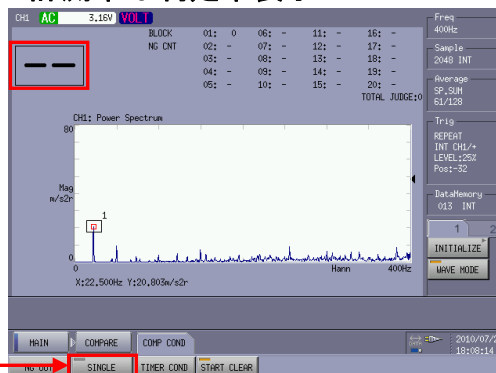 CH1 AC 3.16V VOL1
BLOCK 01: 0 06: - 11: - 16: -
NG CNT 02: - 07: - 12: - 17: -
03: - 08: - 13: - 18: -
04: - 09: - 14: - 19: -
05: - 10: - 15: - 20: -
TOTAL JUDGE:0
--
CH1: Power Spectrum
80
Mag
m/s2r
1
0
0 Hann 400Hz
X:22.500Hz Y:20.803m/s2r
Freq
400Hz
Sample
2048 INT
Average
SP.SUM
61/128
Trig
REPEAT
INT CH1/+
LEVEL:25%
Pos:-32
DataMemory
013 INT
1 2
INITIALIZE
WAVE MODE
MAIN COMPARE COMP COND
2010/07/2
18:08:14
NG OUT SINGLE TIMER COND START CLEAR